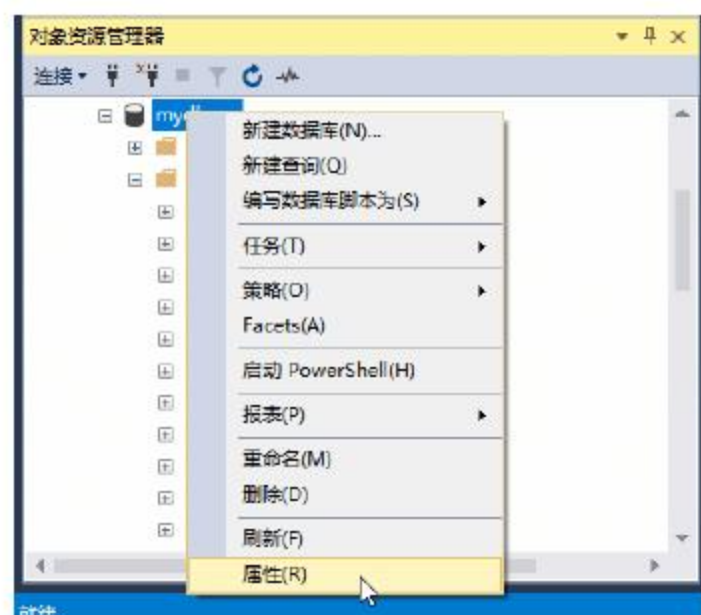 对象资源管理器
连接
新建数据库(N)...
新建查询(Q)
编写数据库脚本为(S)
任务(T)
策略(O)
Facets(A)
启动 PowerShell(H)
报表(P)
重命名(M)
删除(D)
刷新(F)
属性(R)
就绪